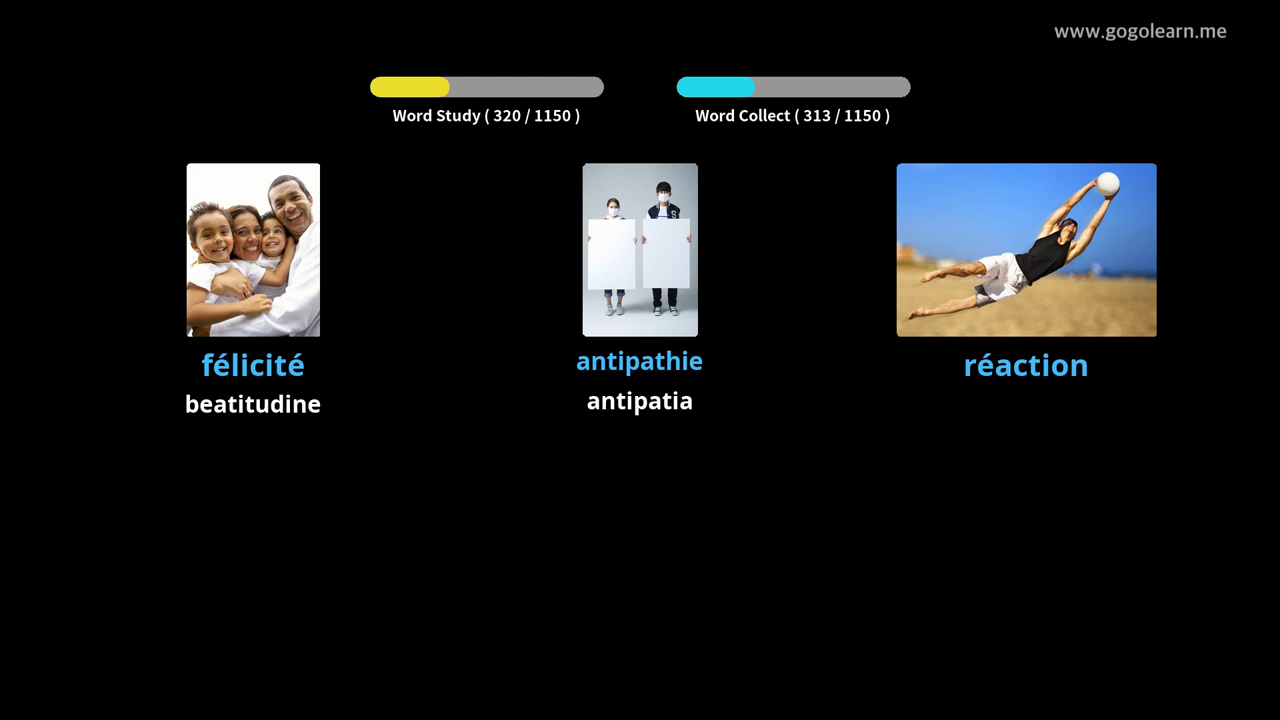 www.gogolearn.me
Word Study ( 320 / 1150 )
Word Collect ( 313 / 1150 )
félicité
beatitudine
antipathie
antipatia
réaction